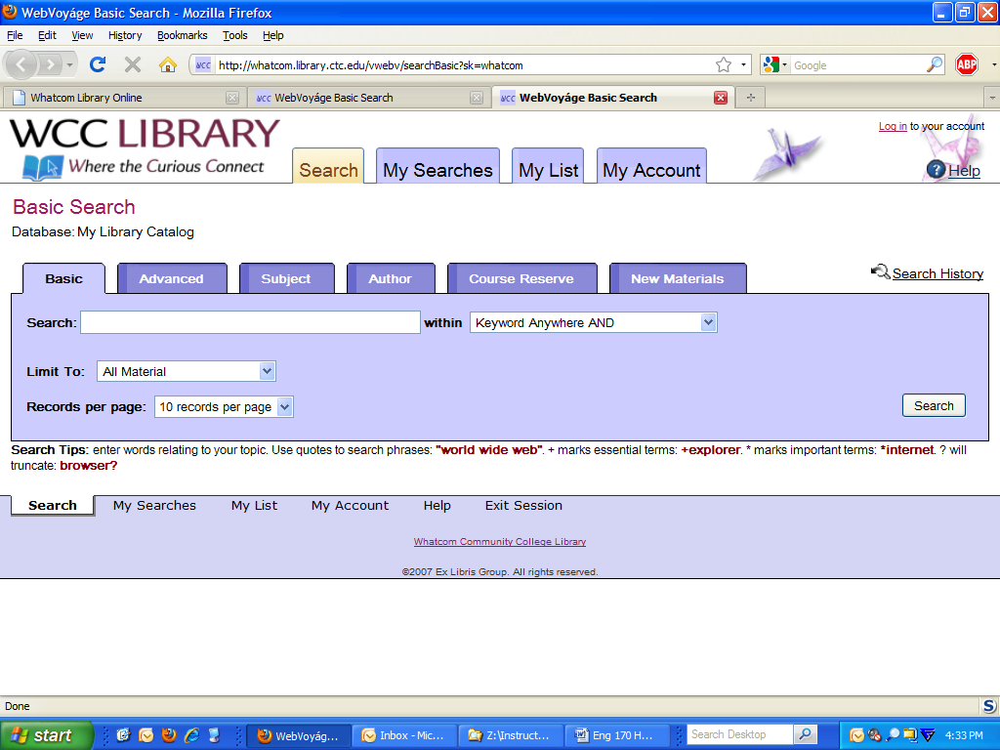 WebVoyáge Basic Search - Mozilla Firefox
File Edit View History Bookmarks Tools Help
WCC http://whatcom.library.ctc.edu/vwebv/searchBasic?sk=whatcom Google ABP
Whatcom Library Online WCC WebVoyáge Basic Search WCC WebVoyáge Basic Search
WCC LIBRARY
Where the Curious Connect
Search My Searches My List My Account
Log in to your account
? Help
Basic Search
Database: My Library Catalog
Basic Advanced Subject Author Course Reserve New Materials
Search History
Search: within Keyword Anywhere AND
Limit To: All Material
Records per page: 10 records per page Search
Search Tips: enter words relating to your topic. Use quotes to search phrases: "world wide web". + marks essential terms: +explorer. * marks important terms: *internet. ? will
truncate: browser?
Search My Searches My List My Account Help Exit Session
Whatcom Community College Library
©2007 Ex Libris Group. All rights reserved.
Done S
start WebVoyág... Inbox - Mic... Z:\Instruct... Eng 170 H... Search Desktop 4:33 PM